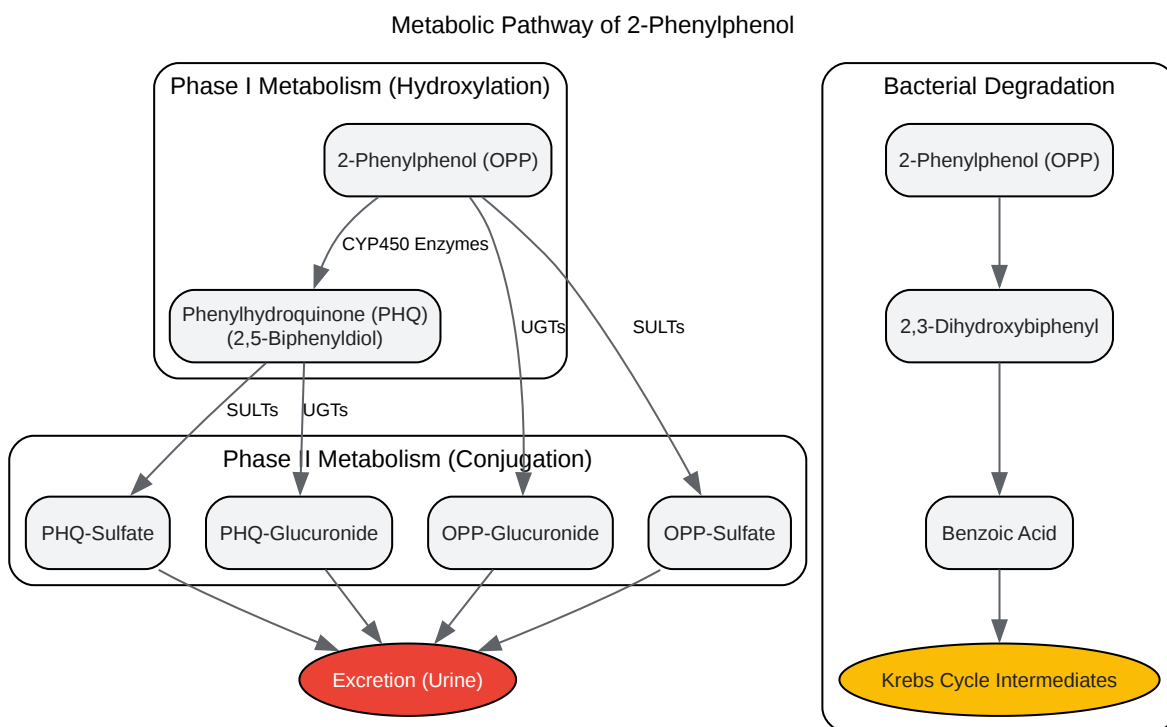 Metabolic Pathway of 2-Phenylphenol
Phase I Metabolism (Hydroxylation)
2-Phenylphenol (OPP)
CYP450 Enzymes
Phenylhydroquinone (PHQ)
(2,5-Biphenyldiol)
UGTs
SULTs
SULTs
UGTs
Phase II Metabolism (Conjugation)
PHQ-Sulfate
PHQ-Glucuronide
OPP-Glucuronide
OPP-Sulfate
Excretion (Urine)
Bacterial Degradation
2-Phenylphenol (OPP)
2,3-Dihydroxybiphenyl
Benzoic Acid
Krebs Cycle Intermediates